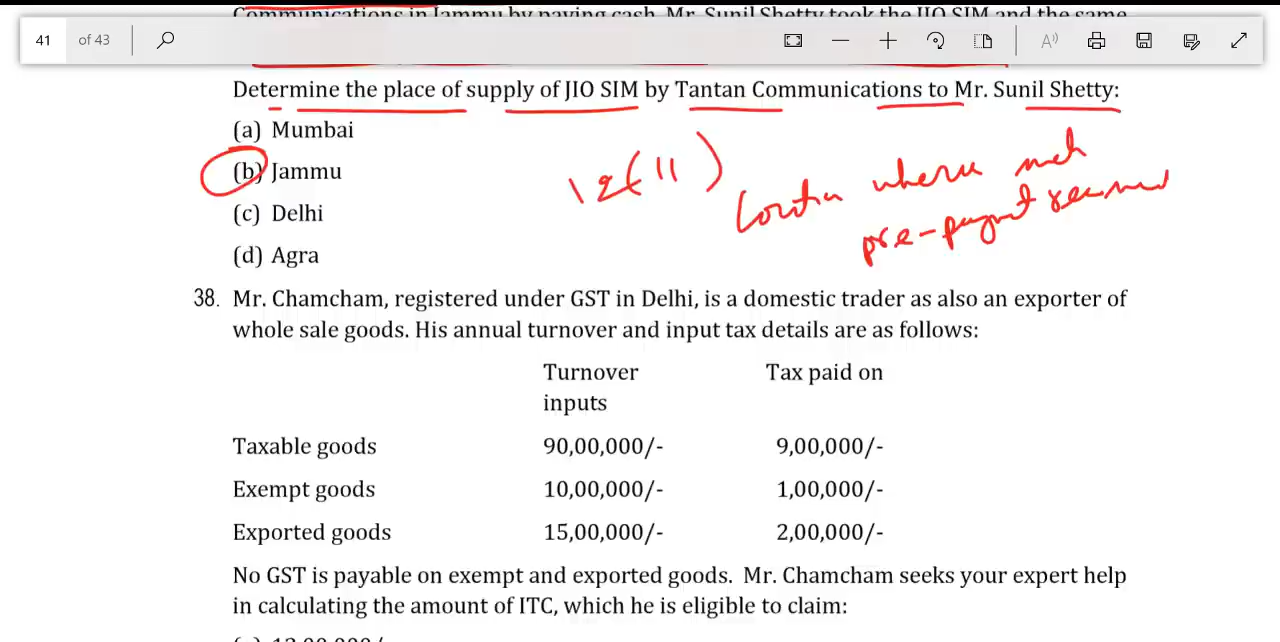 Communications in Jammu by paying cash. Mr. Sunil Shetty took the JIO SIM and the same
41 of 43
Determine the place of supply of JIO SIM by Tantan Communications to Mr. Sunil Shetty:
(a) Mumbai
(b) Jammu
(c) Delhi
(d) Agra
12(11)
where such
pre-payment received
38. Mr. Chamcham, registered under GST in Delhi, is a domestic trader as also an exporter of
whole sale goods. His annual turnover and input tax details are as follows:
Turnover Tax paid on
inputs
Taxable goods 90,00,000/- 9,00,000/-
Exempt goods 10,00,000/- 1,00,000/-
Exported goods 15,00,000/- 2,00,000/-
No GST is payable on exempt and exported goods. Mr. Chamcham seeks your expert help
in calculating the amount of ITC, which he is eligible to claim: